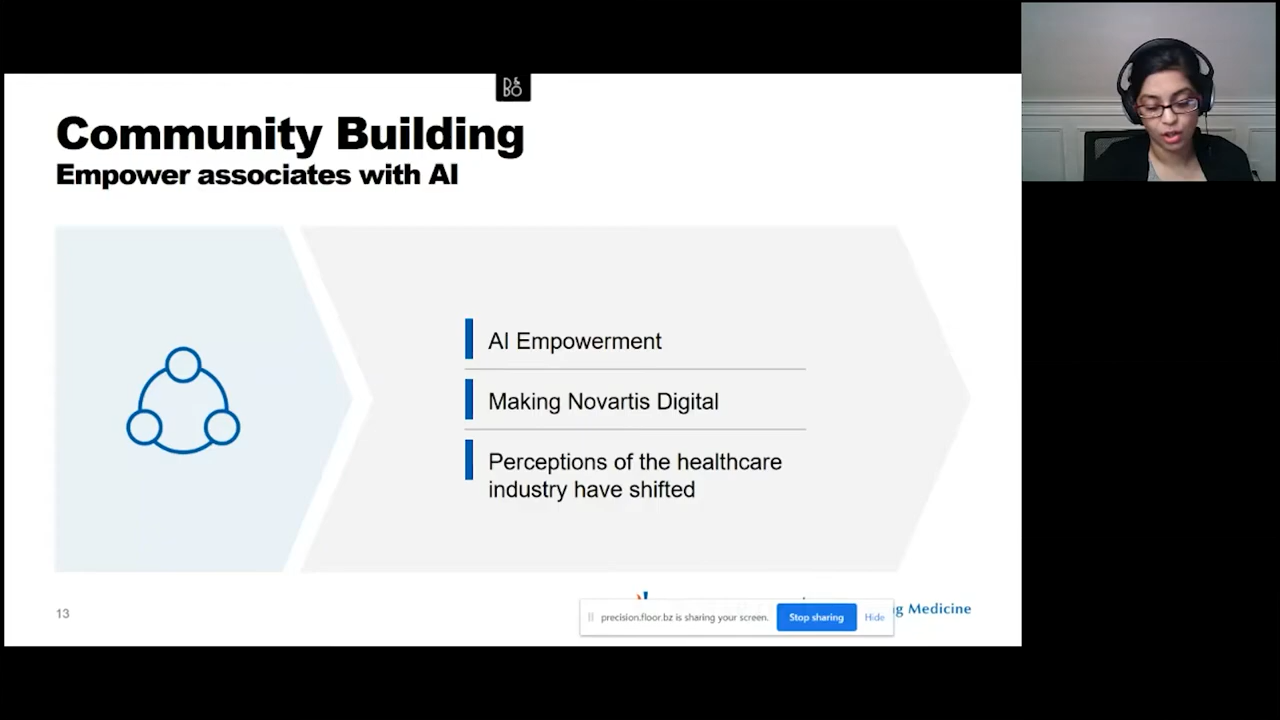 B&
BO
Community Building
Empower associates with AI
AI Empowerment
Making Novartis Digital
Perceptions of the healthcare
industry have shifted
13
precision.floor.bz is sharing your screen.
Stop sharing
Hide
Medicine